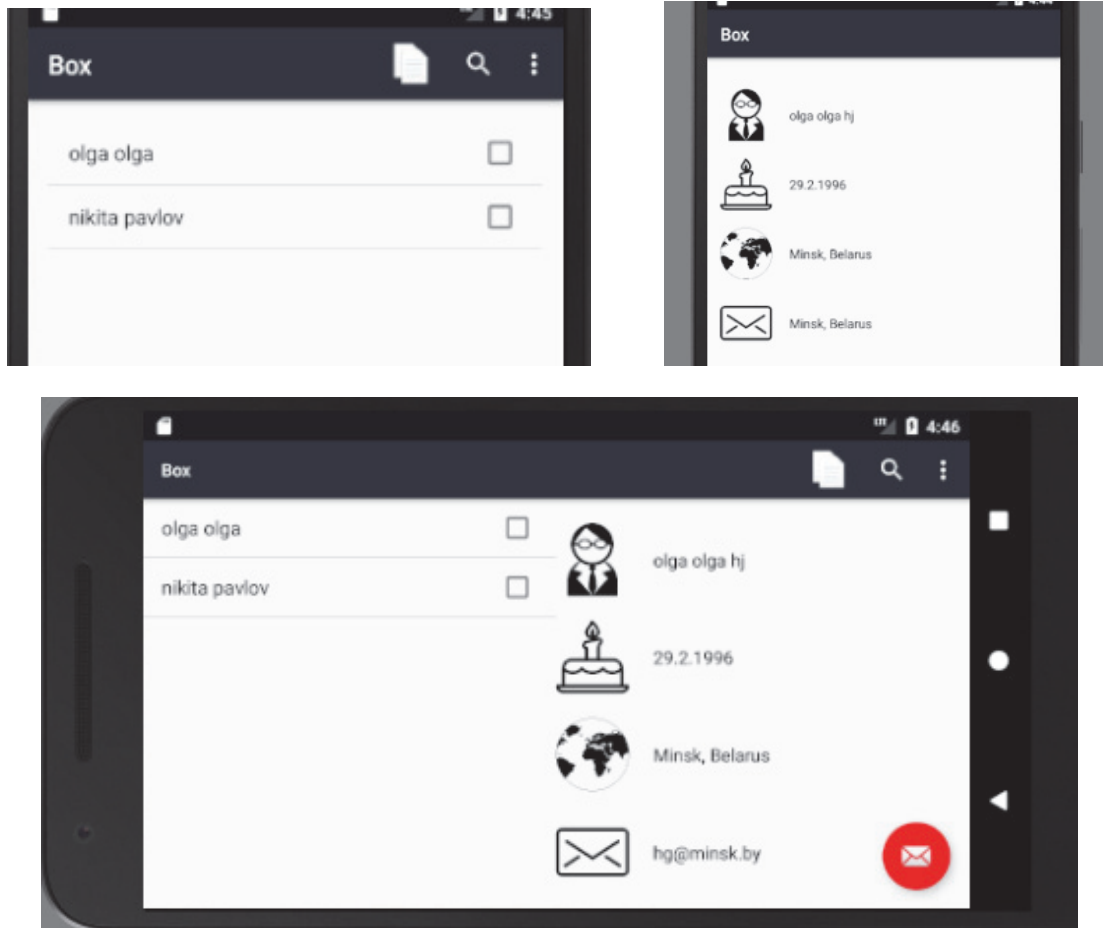 4:45
Box
olga olga
nikita pavlov
Box
olga olga hj
29.2.1996
Minsk, Belarus
Minsk, Belarus
4:46
Box
olga olga
nikita pavlov
olga olga hj
29.2.1996
Minsk, Belarus
hg@minsk.by